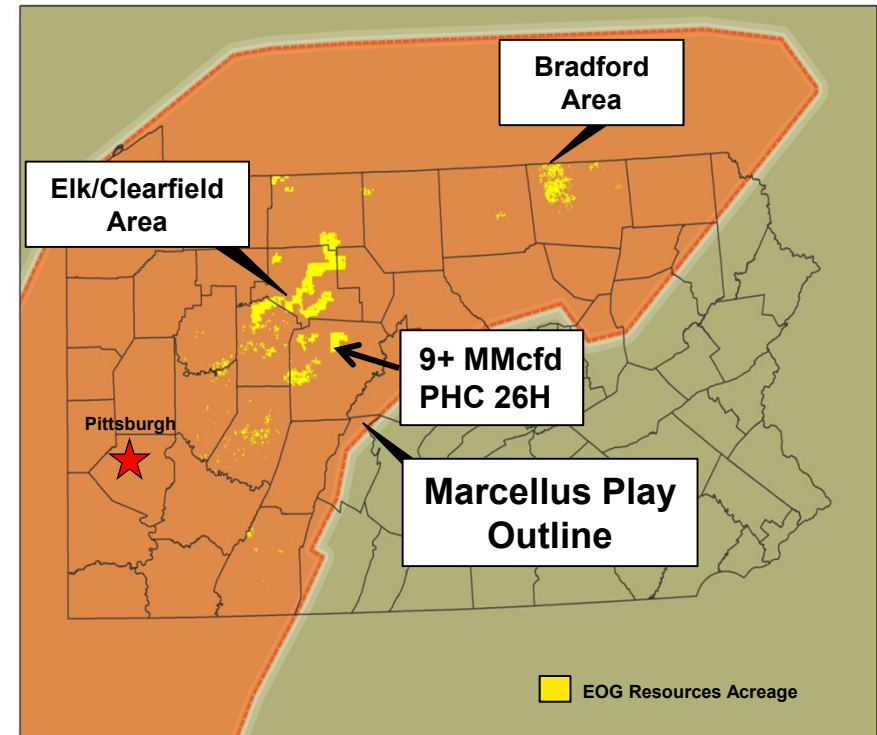 Bradford
Area
Elk/Clearfield
Area
9+ MMcfd
PHC 26H
Pittsburgh
Marcellus Play
Outline
EOG Resources Acreage